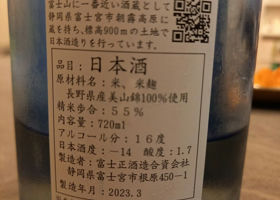 富士山に一番近い酒蔵として
静岡県富士宮市朝霧高原に
蔵を持ち、標高900mの土地で
日本酒造りを行っています。
品目：日本酒
原材料名：米、米麹
長野県産美山錦100%使用
精米歩合：55%
内容量：720ml
アルコール分：16度
日本酒度：-14 酸度：1.7
製造者：富士正酒造合資会社
静岡県富士宮市根原450-1
製造年月：2023.3